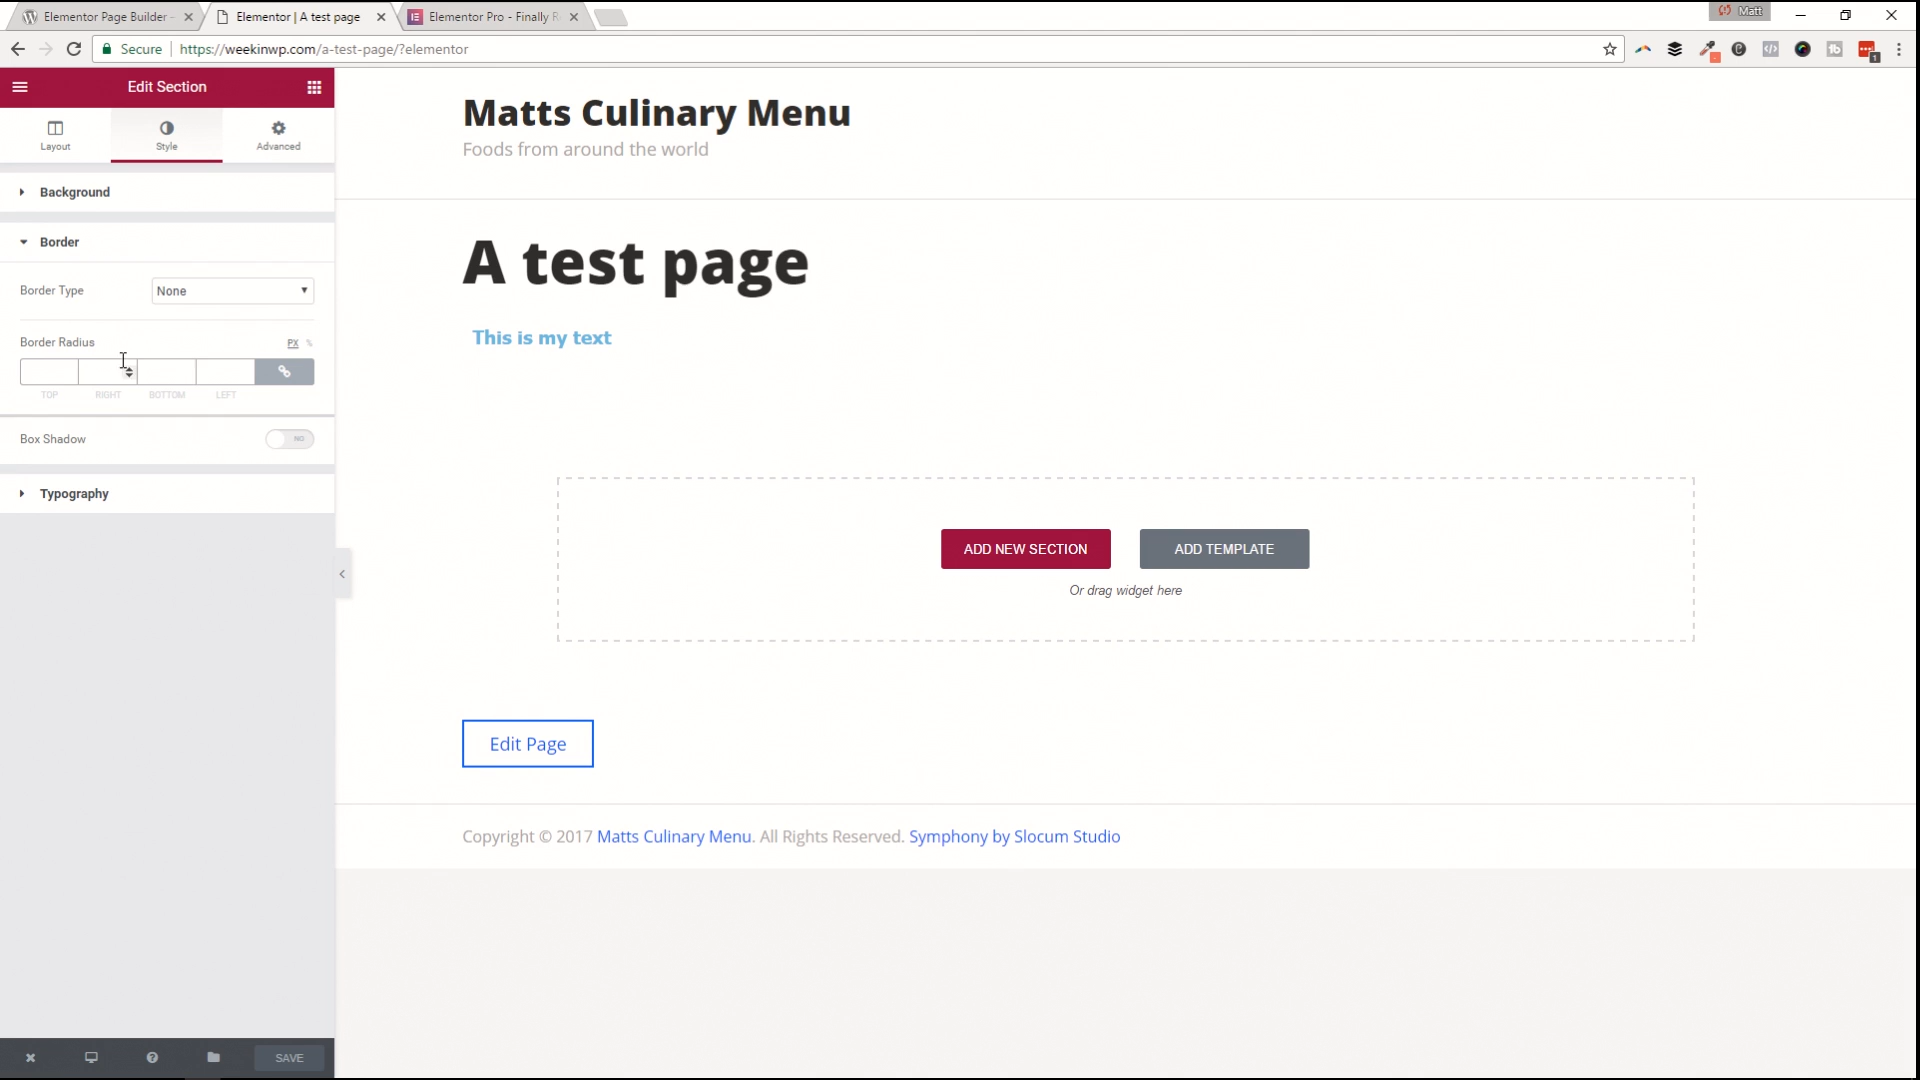 Elementor Page Builder -
Elementor | A test page
Elementor Pro - Finally R
Matt
Secure
https://weekinwp.com/a-test-page/?elementor
Edit Section
Layout
Style
Advanced
Background
Border
Border Type
None
Border Radius
PX %
TOP
RIGHT
BOTTOM
LEFT
Box Shadow
NO
Typography
SAVE
Matts Culinary Menu
Foods from around the world
A test page
This is my text
ADD NEW SECTION
ADD TEMPLATE
Or drag widget here
Edit Page
Copyright © 2017 Matts Culinary Menu. All Rights Reserved. Symphony by Slocum Studio